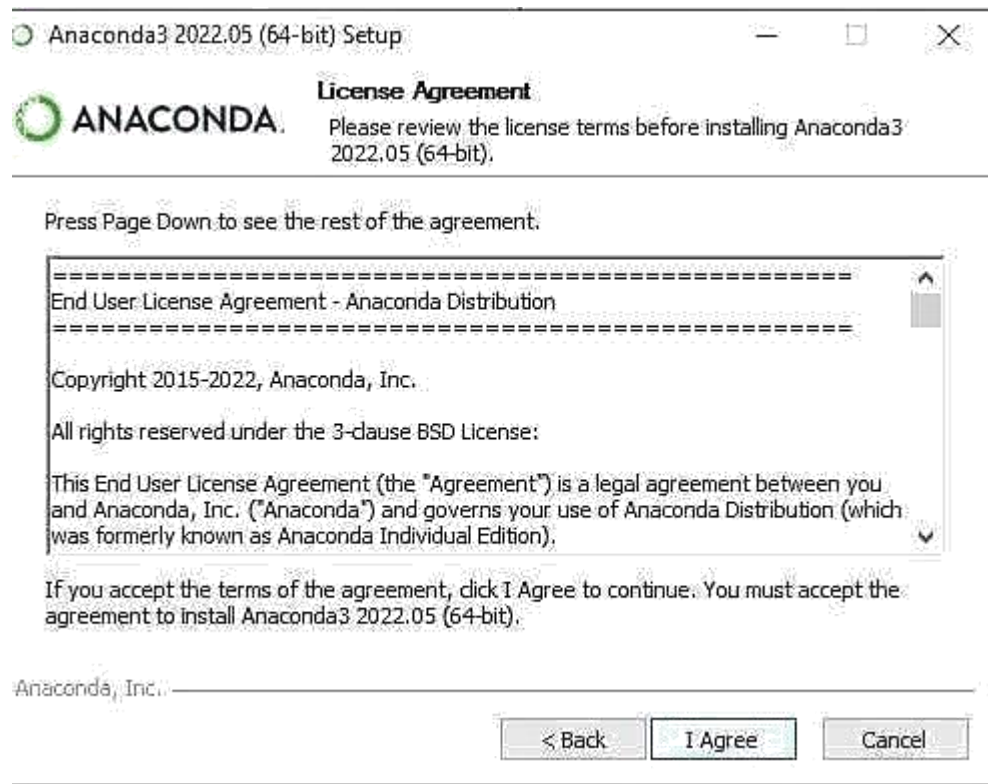 Anaconda3 2022.05 (64-bit) Setup
ANACONDA.
License Agreement
Please review the license terms before installing Anaconda3
2022.05 (64-bit).
Press Page Down to see the rest of the agreement.
==================================================
End User License Agreement - Anaconda Distribution
==================================================
Copyright 2015-2022, Anaconda, Inc.
All rights reserved under the 3-clause BSD License:
This End User License Agreement (the "Agreement") is a legal agreement between you
and Anaconda, Inc. ("Anaconda") and governs your use of Anaconda Distribution (which
was formerly known as Anaconda Individual Edition).
If you accept the terms of the agreement, click I Agree to continue. You must accept the
agreement to install Anaconda3 2022.05 (64-bit).
Anaconda, Inc.
< Back I Agree Cancel